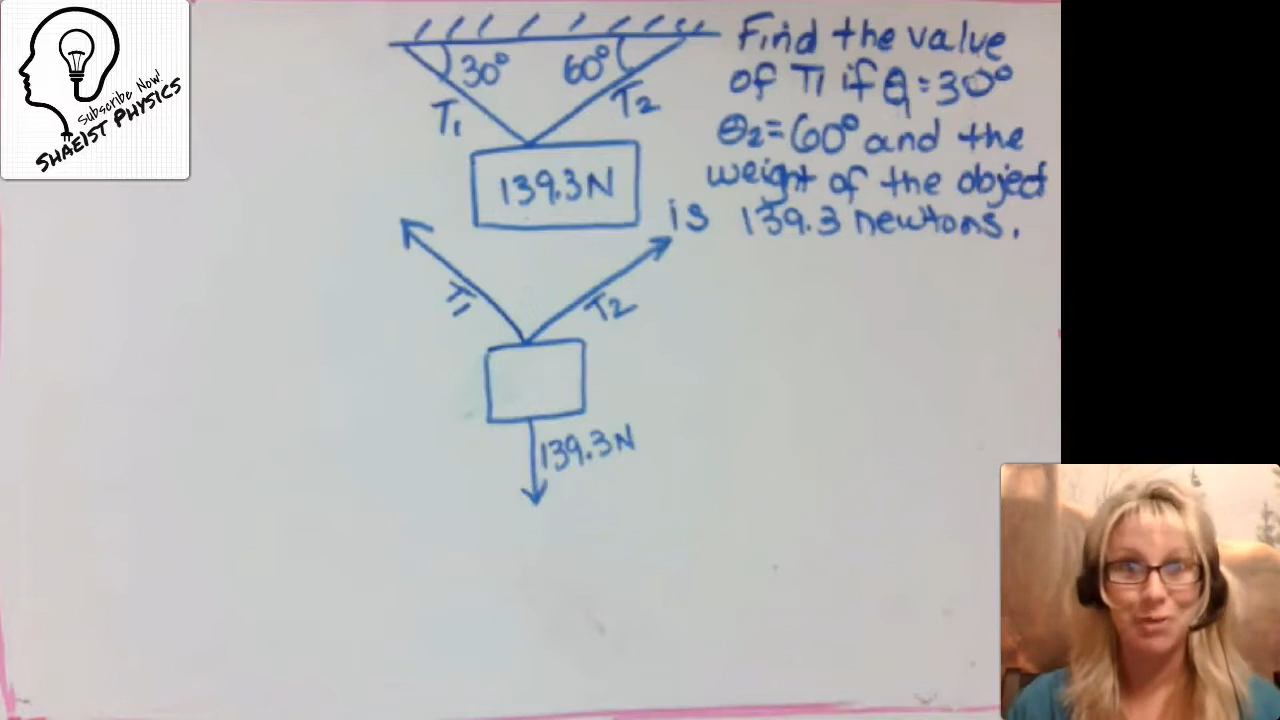 Subscribe Now!
SHAEIST PHYSICS
30° 60°
T1 T2
139.3N
Find the value
of T1 if θ1=30°
θ2=60° and the
weight of the object
is 139.3 newtons.
T1 T2
139.3N